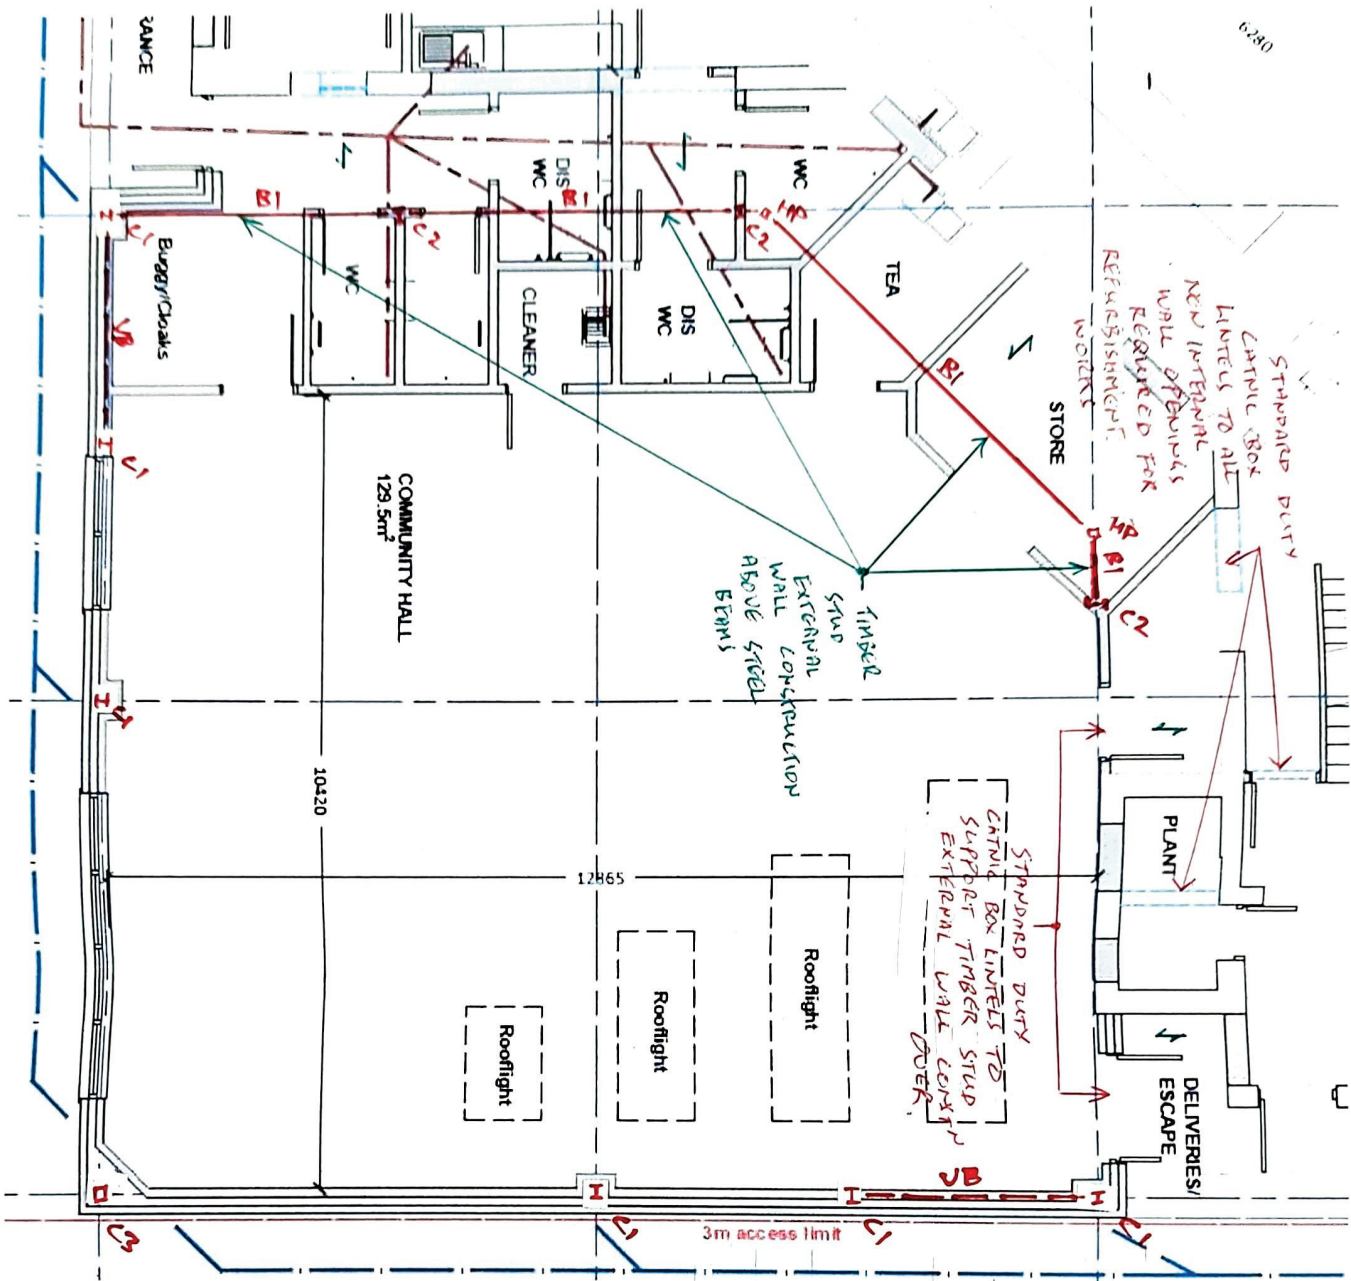 6280
RANCE
DIS
WC
WC
B1
B1
C2
C2
HP
C1
Buggy/Cloaks
WC
VB
CLEANER
DIS
WC
TEA
B1
STORE
STANDARD DUTY
CATNIC BOX
LINTELS TO ALL
NEW INTERNAL
WALL OPENINGS
REQUIRED FOR
REFURBISHMENT.
WORKS
C1
COMMUNITY HALL
129.5m²
HP
B1
C2
TIMBER
STUD
EXTERNAL
WALL CONSTRUCTION
ABOVE STEEL
BEAMS
C1
10420
12865
PLANT
STANDARD DUTY
CATNIC BOX LINTELS TO
SUPPORT TIMBER STUD
EXTERNAL WALL CONSTN
OVER.
Rooflight
Rooflight
Rooflight
DELIVERIES/
ESCAPE
VB
C3
C1
C1
C1
3m access limit